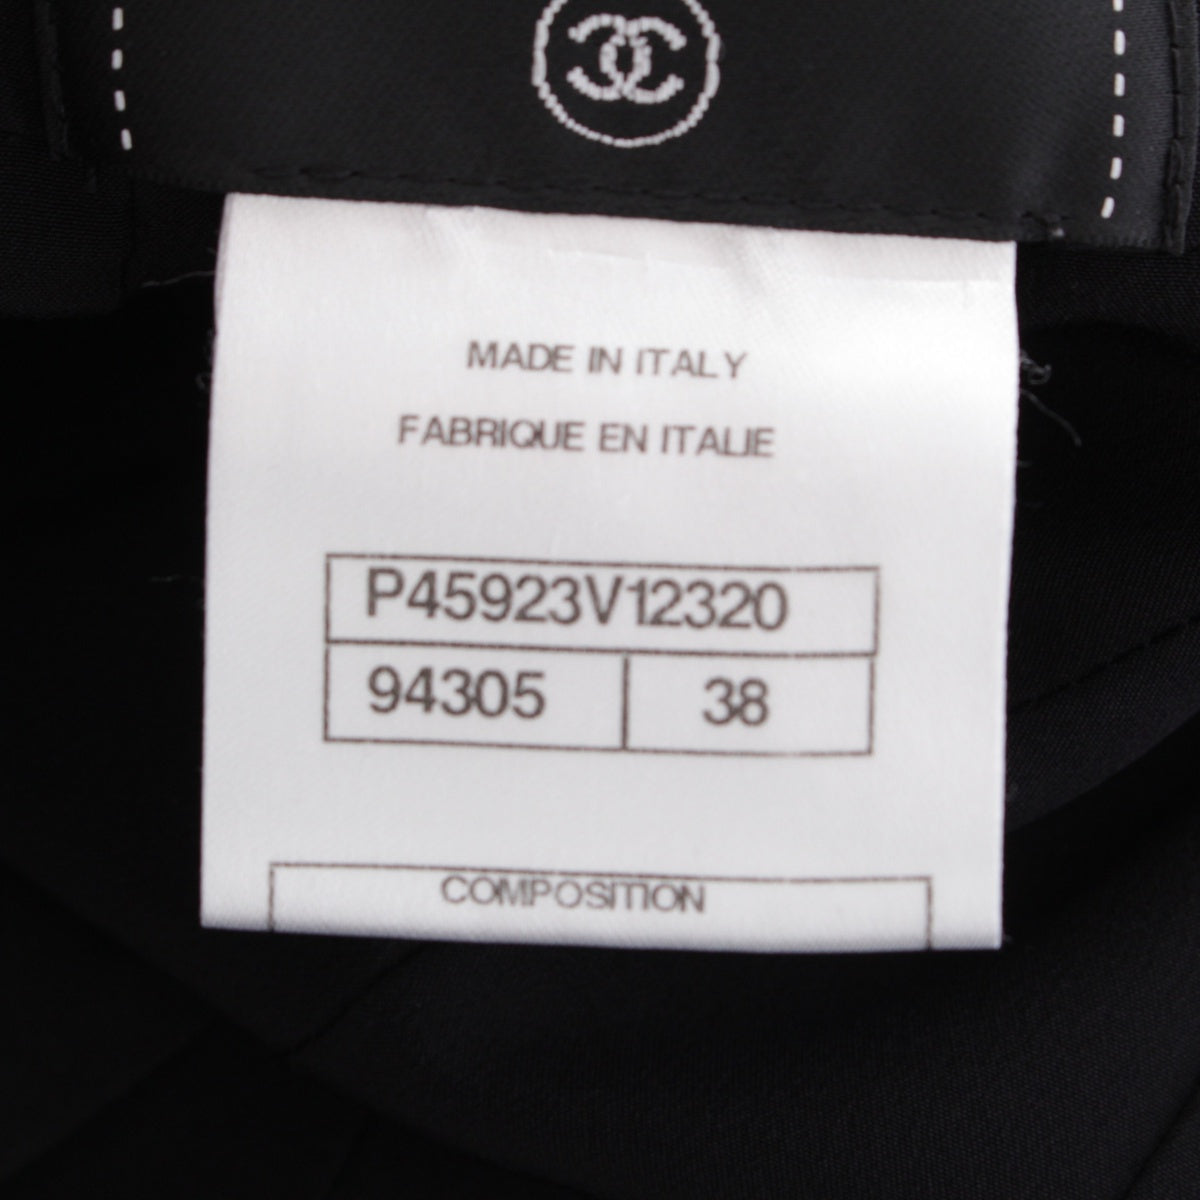 MADE IN ITALY
FABRIQUE EN ITALIE
P45923V12320
94305 38
COMPOSITION